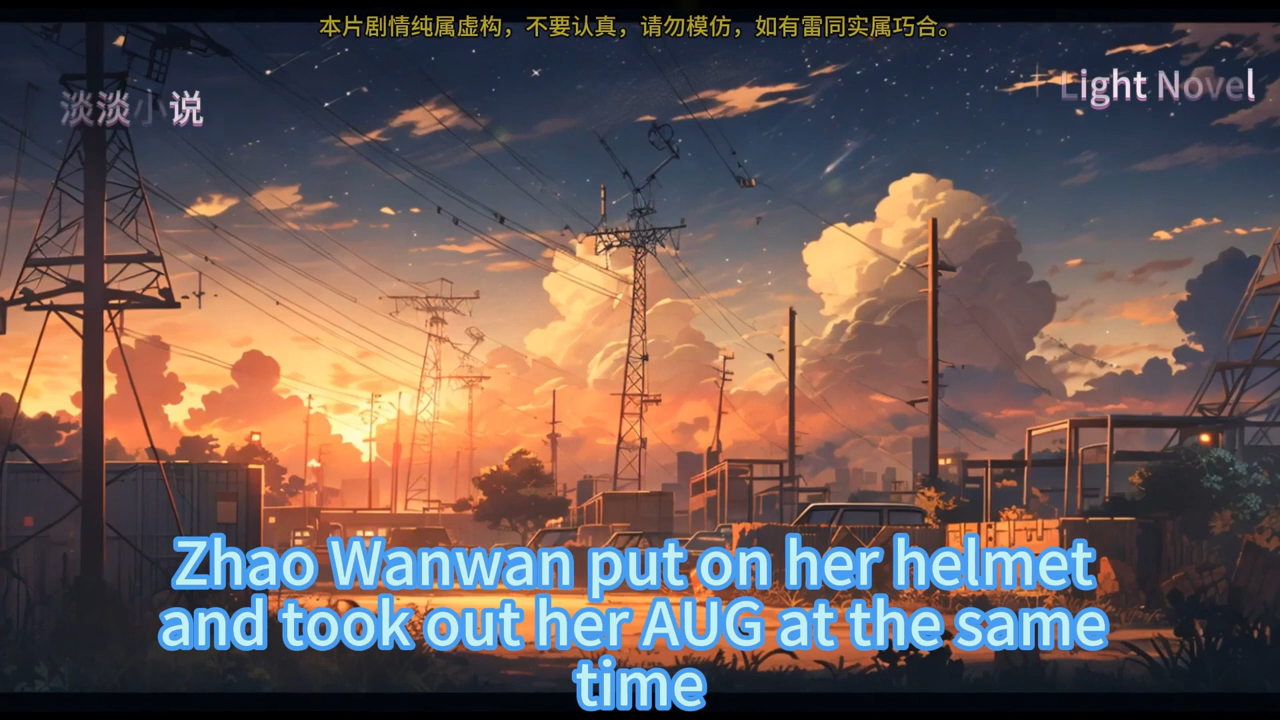 本片剧情纯属虚构，不要认真，请勿模仿，如有雷同实属巧合。
淡淡小说
Light Novel
Zhao Wanwan put on her helmet
and took out her AUG at the same
time